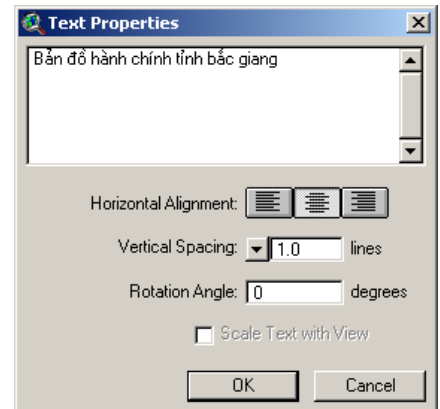 Text Properties
Bản đồ hành chính tỉnh bắc giang
Horizontal Alignment:
Vertical Spacing: 1.0 lines
Rotation Angle: 0 degrees
Scale Text with View
OK Cancel